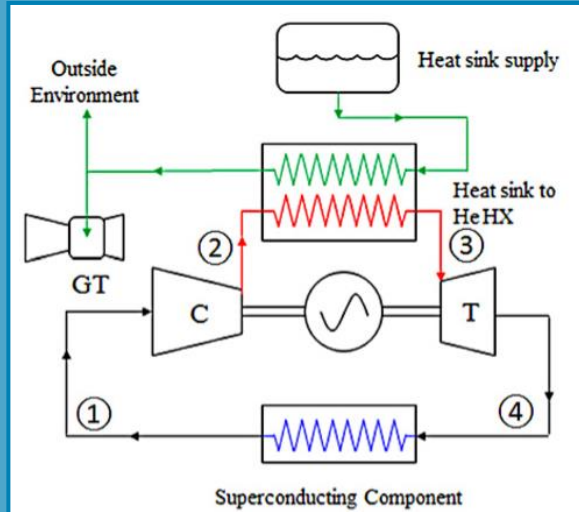 Heat sink supply
Outside
Environment
Heat sink to
He HX
②
③
GT
C
T
①
④
Superconducting Component